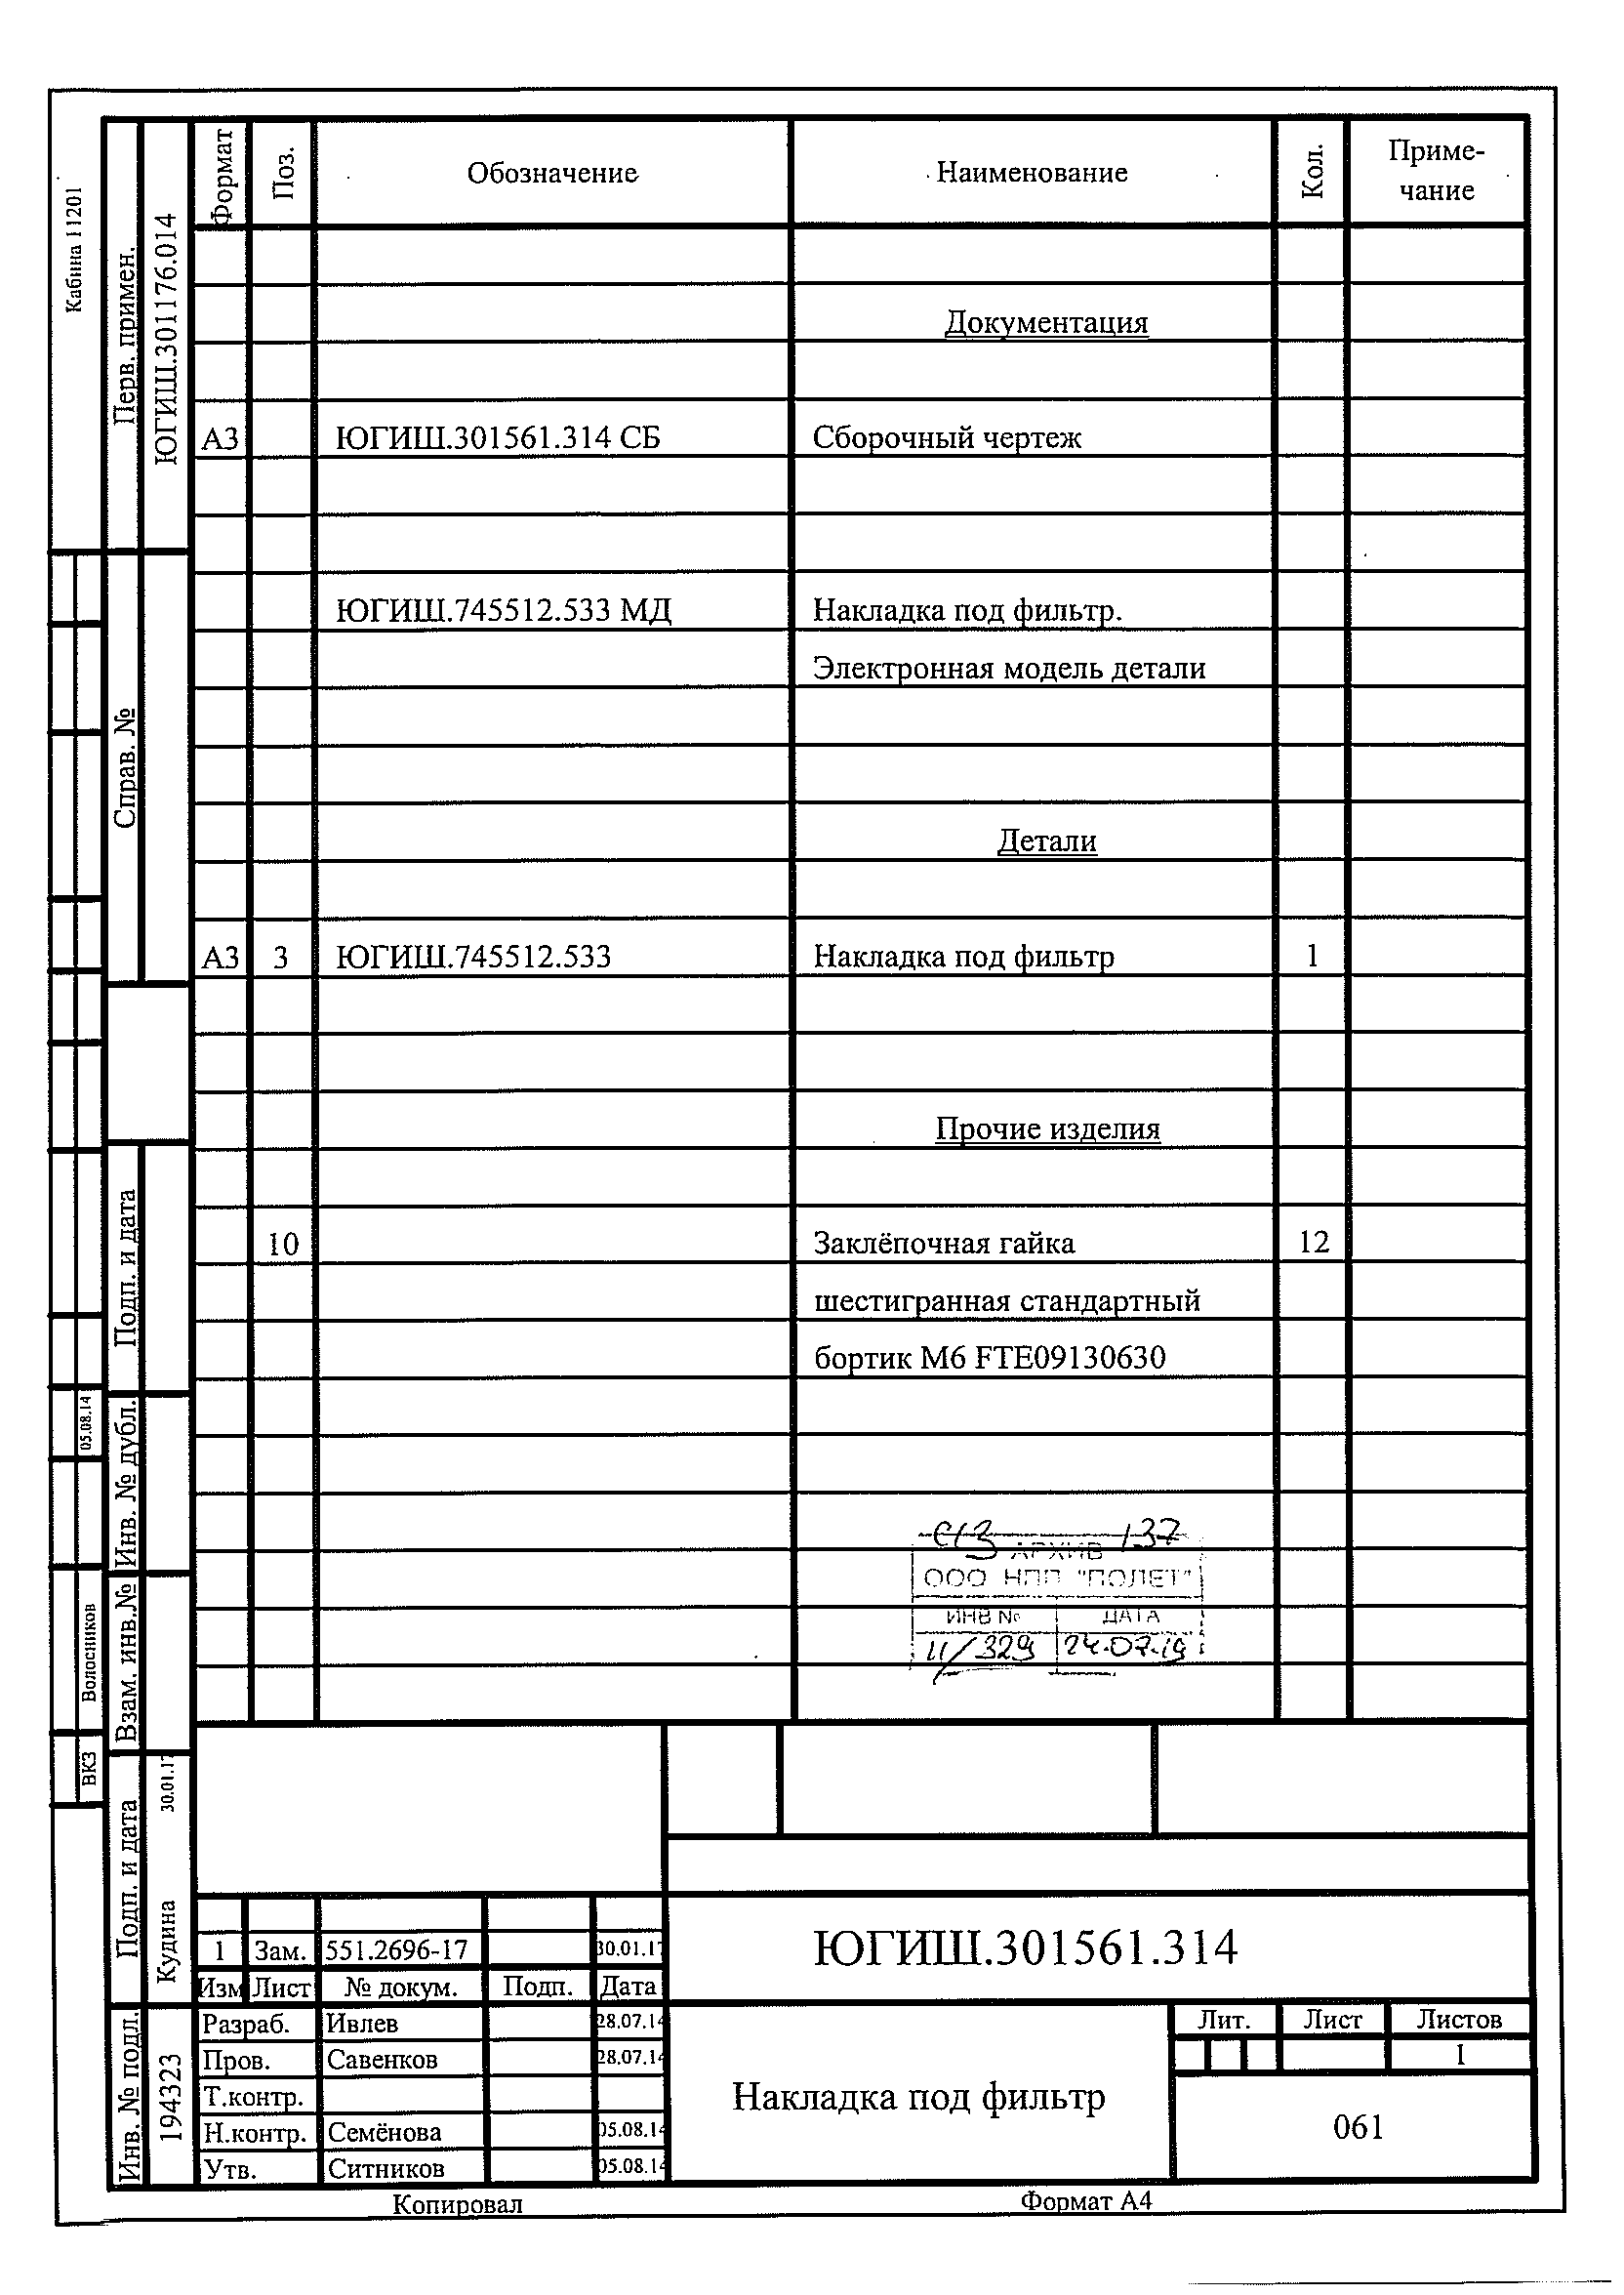 Кабина 11201
Перв. примен.
ЮГИШ.301176.014
Справ. №
Подп. и дата
Инв. № дубл.
Взам. инв.№
Подп. и дата
Кудина 30.01.17
Инв. № подл.
194323
05.08.14
Волосников
ВКЗ
Формат Поз. Обозначение Наименование Кол. Приме-
чание
Документация
А3 ЮГИШ.301561.314 СБ Сборочный чертеж
ЮГИШ.745512.533 МД Накладка под фильтр.
Электронная модель детали
Детали
А3 3 ЮГИШ.745512.533 Накладка под фильтр 1
Прочие изделия
10 Заклёпочная гайка 12
шестигранная стандартный
бортик М6 FTE09130630
137
АРХИВ
ООО НПП "ПОЛЕТ"
ИНВ № ДАТА
11/329 24.07.19
1 Зам. 551.2696-17 30.01.17
Изм Лист № докум. Подп. Дата
ЮГИШ.301561.314
Разраб. Ивлев 28.07.14
Пров. Савенков 28.07.14
Т.контр.
Н.контр. Семёнова 05.08.14
Утв. Ситников 05.08.14
Накладка под фильтр
Лит. Лист Листов
1
061
Копировал Формат А4